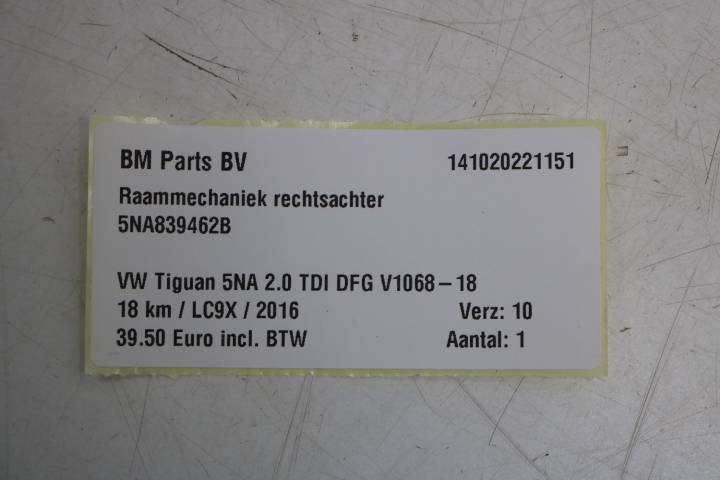 BM Parts BV 141020221151
Raammechaniek rechtsachter
5NA839462B
VW Tiguan 5NA 2.0 TDI DFG V1068-18
18 km / LC9X / 2016 Verz: 10
39.50 Euro incl. BTW Aantal: 1